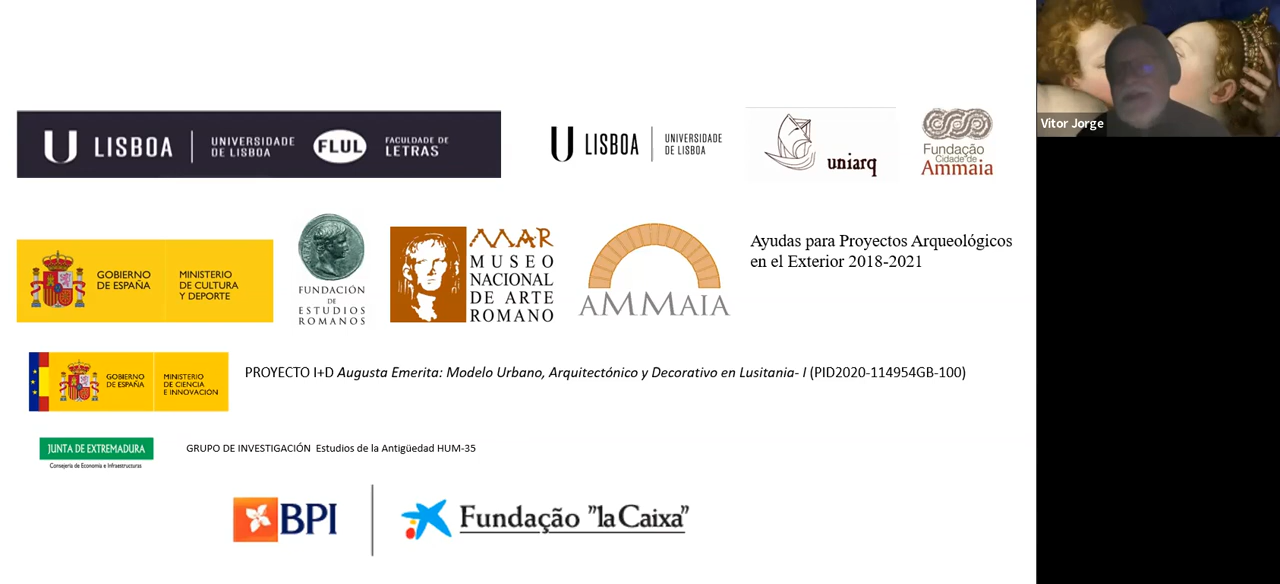 LISBOA
UNIVERSIDADE
DE LISBOA
FLUL
FACULDADE DE
LETRAS
LISBOA
UNIVERSIDADE
DE LISBOA
uniarq
Fundação
Cidade de
Ammaia
Vítor Jorge
GOBIERNO
DE ESPAÑA
MINISTERIO
DE CULTURA
Y DEPORTE
FUNDACIÓN
DE
ESTUDIOS
ROMANOS
MAR
MUSEO
NACIONAL
DE ARTE
ROMANO
AMMAIA
Ayudas para Proyectos Arqueológicos
en el Exterior 2018-2021
GOBIERNO
DE ESPAÑA
MINISTERIO
DE CIENCIA
E INNOVACIÓN
PROYECTO I+D Augusta Emerita: Modelo Urbano, Arquitectónico y Decorativo en Lusitania- I (PID2020-114954GB-100)
JUNTA DE EXTREMADURA
Consejería de Economía e Infraestructuras
GRUPO DE INVESTIGACIÓN Estudios de la Antigüedad HUM-35
BPI
Fundação "la Caixa"